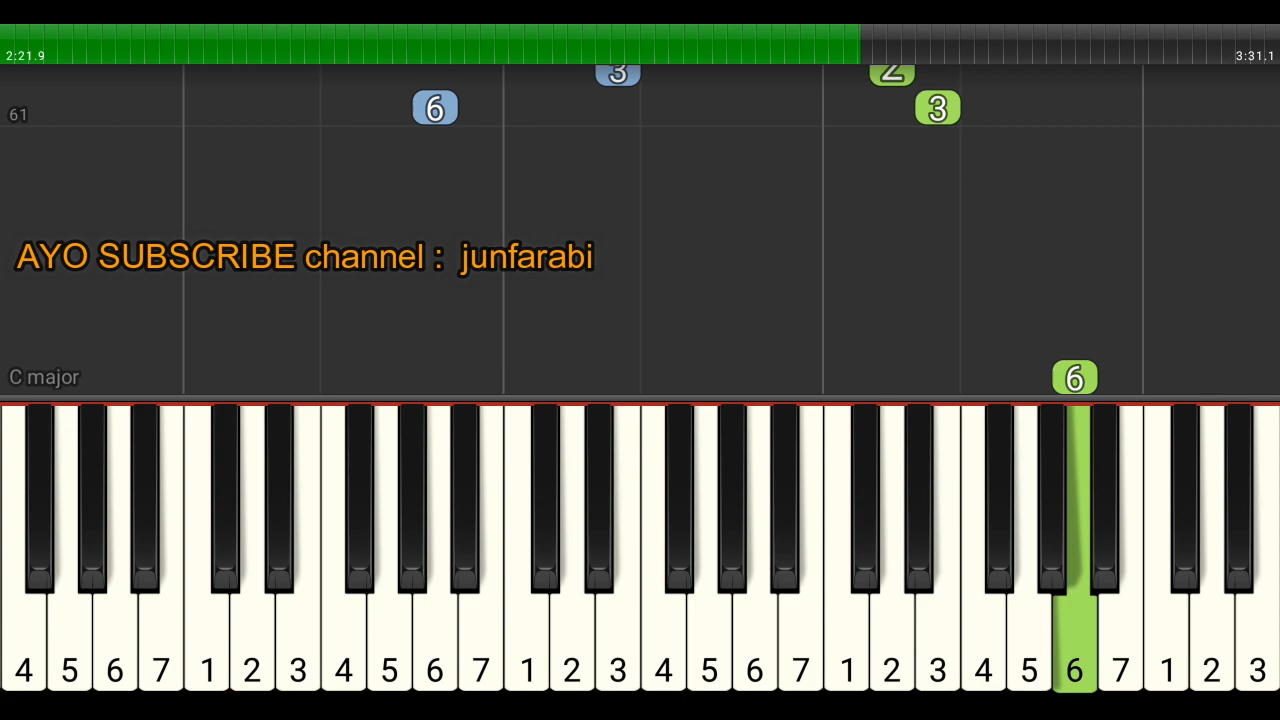 2:21.9 3:31.1
3 2
6 3
61
AYO SUBSCRIBE channel : junfarabi
C major
6
4 5 6 7 1 2 3 4 5 6 7 1 2 3 4 5 6 7 1 2 3 4 5 6 7 1 2 3